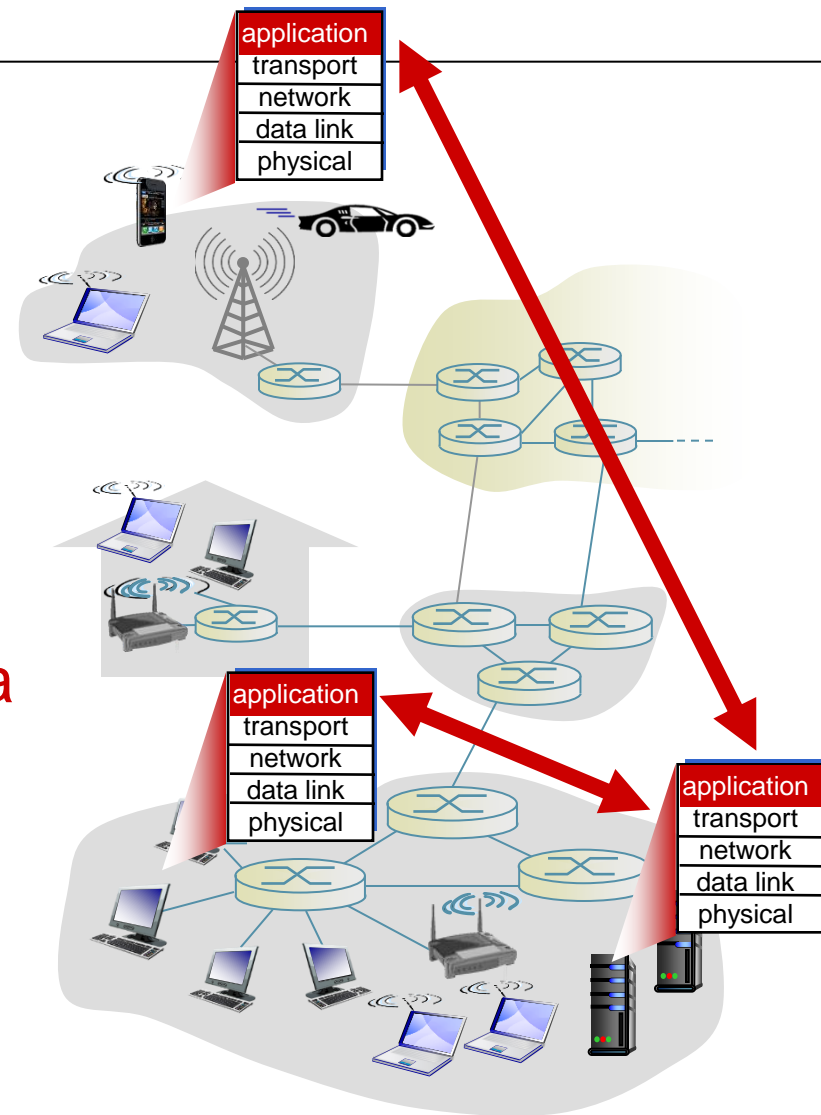 application
transport
network
data link
physical
a
application
transport
network
data link
physical
application
transport
network
data link
physical